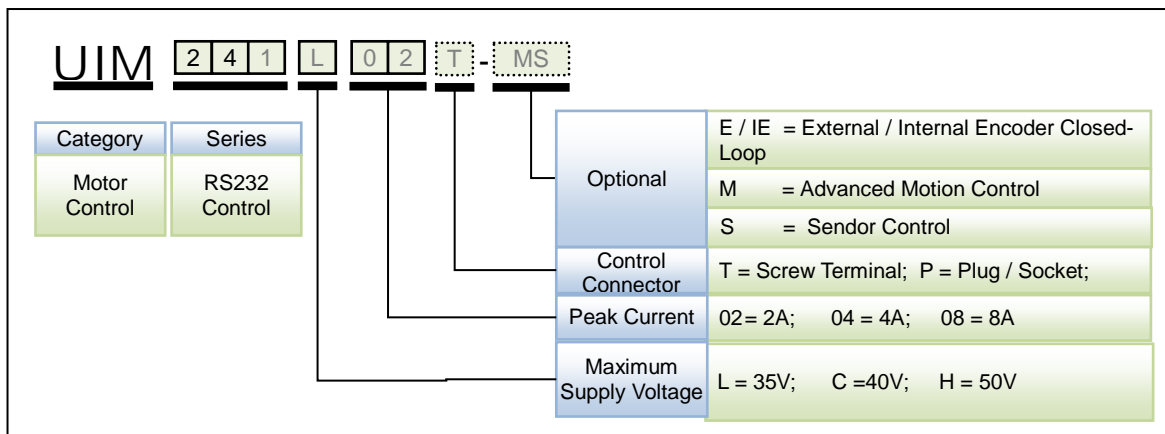 UIM 2 4 1 L 0 2 T - MS
Category Series
Motor Control RS232 Control
Optional
E / IE = External / Internal Encoder Closed-
Loop
M = Advanced Motion Control
S = Sendor Control
Control
Connector
T = Screw Terminal; P = Plug / Socket;
Peak Current
02= 2A; 04 = 4A; 08 = 8A
Maximum
Supply Voltage
L = 35V; C =40V; H = 50V